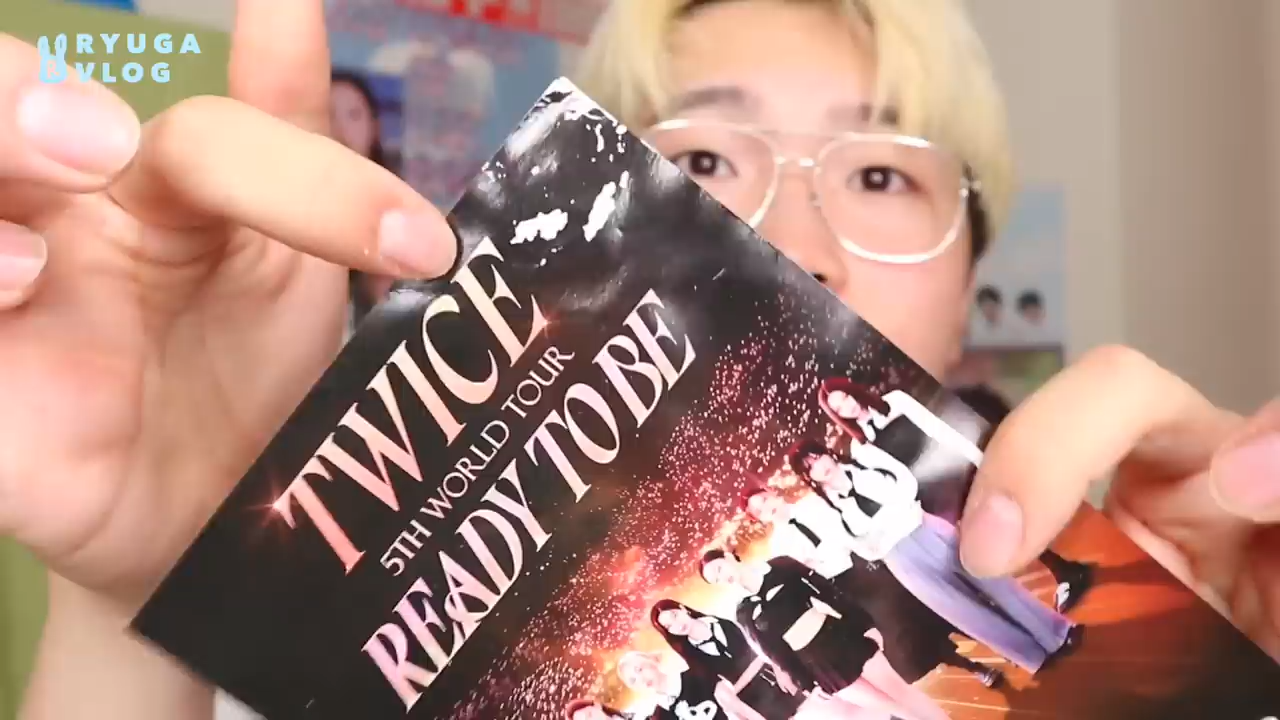 RYUGA
VLOG
TWICE
5TH WORLD TOUR
READY TO BE